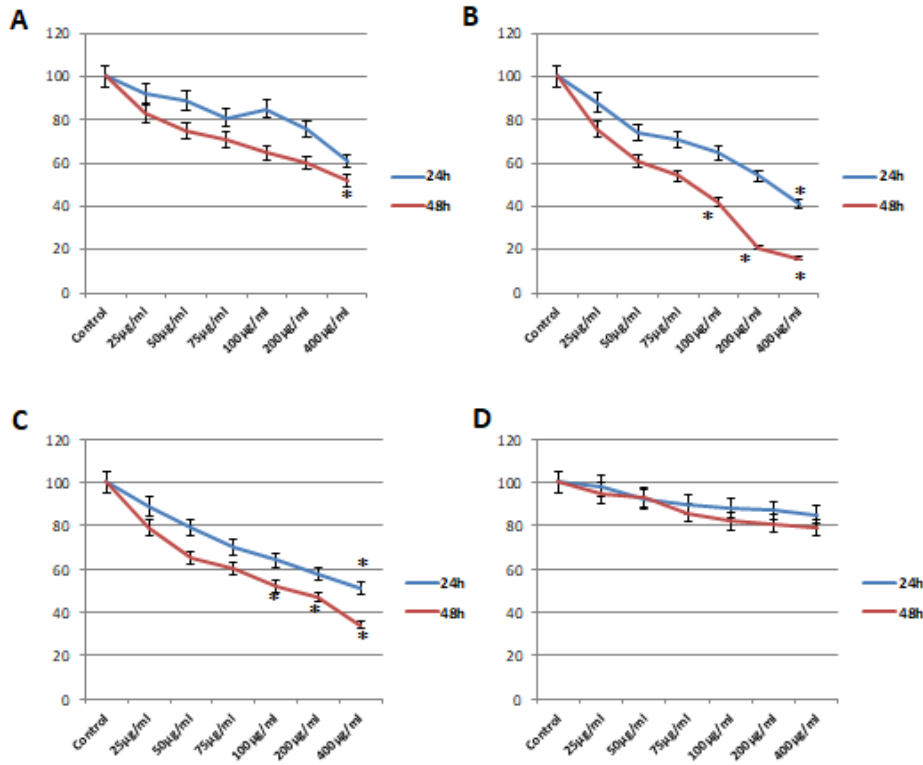 A
120
100
80
60
40
20
0
Control
25µg/ml
50µg/ml
75µg/ml
100µg/ml
200µg/ml
400µg/ml
24h
48h
*
B
120
100
80
60
40
20
0
Control
25µg/ml
50µg/ml
75µg/ml
100µg/ml
200µg/ml
400µg/ml
24h
48h
*
*
*
*
C
120
100
80
60
40
20
0
Control
25µg/ml
50µg/ml
75µg/ml
100µg/ml
200µg/ml
400µg/ml
24h
48h
*
*
*
*
D
120
100
80
60
40
20
0
Control
25µg/ml
50µg/ml
75µg/ml
100µg/ml
200µg/ml
400µg/ml
24h
48h